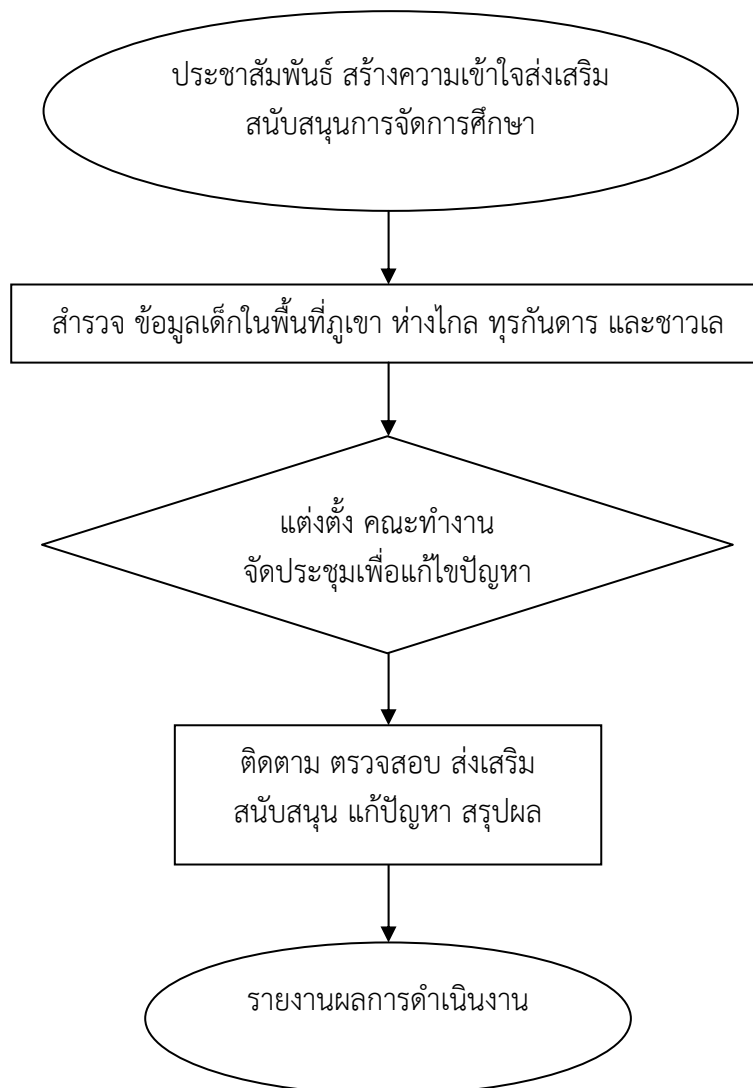 ประชาสัมพันธ์ สร้างความเข้าใจส่งเสริม
สนับสนุนการจัดการศึกษา
สำรวจ ข้อมูลเด็กในพื้นที่ภูเขา ห่างไกล ทุรกันดาร และชาวเล
แต่งตั้ง คณะทำงาน
จัดประชุมเพื่อแก้ไขปัญหา
ติดตาม ตรวจสอบ ส่งเสริม
สนับสนุน แก้ปัญหา สรุปผล
รายงานผลการดำเนินงาน